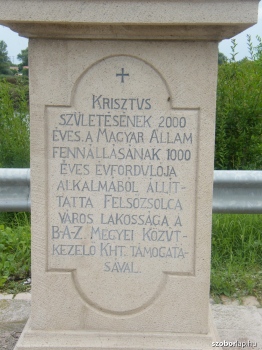 KRISZTUS
SZÜLETÉSÉNEK 2000
ÉVES, A MAGYAR ÁLLAM
FENNÁLLÁSÁNAK 1000
ÉVES ÉVFORDULÓJA
ALKALMÁBÓL ÁLLÍT-
TATTA FELSŐZSOLCA
VÁROS LAKOSSÁGA A
B-A-Z MEGYEI KÖZÚT-
KEZELŐ KHT. TÁMOGATÁ-
SÁVAL.
szoborlap.hu